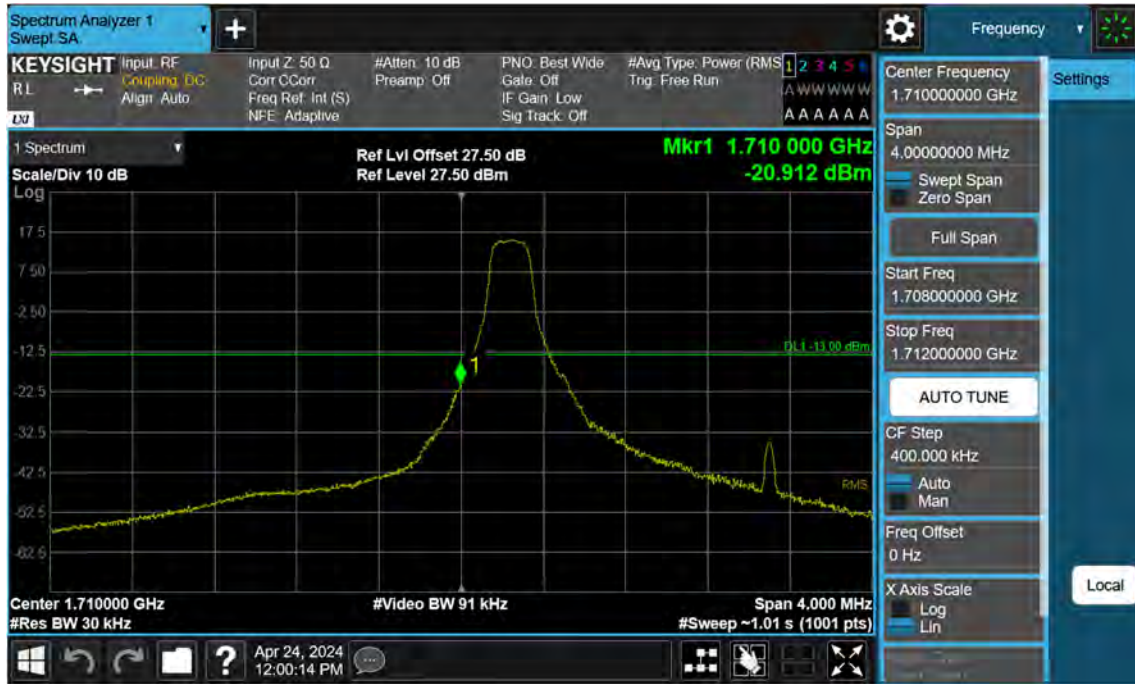 Spectrum Analyzer 1
Swept SA
Frequency
KEYSIGHT
RL
LXI
Input: RF
Coupling: DC
Align: Auto
Input Z: 50 Ω
Corr CCorr
Freq Ref: Int (S)
NFE: Adaptive
#Atten: 10 dB
Preamp: Off
PNO: Best Wide
Gate: Off
IF Gain: Low
Sig Track: Off
#Avg Type: Power (RMS
Trig: Free Run
1 2 3 4 5 6
A W W W W W
A A A A A A
1 Spectrum
Scale/Div 10 dB
Ref Lvl Offset 27.50 dB
Ref Level 27.50 dBm
Mkr1 1.710 000 GHz
-20.912 dBm
Log
17.5
7.50
-2.50
-12.5
-22.5
-32.5
-42.5
-52.5
-62.5
DL1 -13.00 dBm
1
RMS
Center 1.710000 GHz
#Res BW 30 kHz
#Video BW 91 kHz
Span 4.000 MHz
#Sweep ~1.01 s (1001 pts)
Center Frequency
1.710000000 GHz
Settings
Span
4.00000000 MHz
Swept Span
Zero Span
Full Span
Start Freq
1.708000000 GHz
Stop Freq
1.712000000 GHz
AUTO TUNE
CF Step
400.000 kHz
Auto
Man
Freq Offset
0 Hz
X Axis Scale
Log
Lin
Local
?
Apr 24, 2024
12:00:14 PM